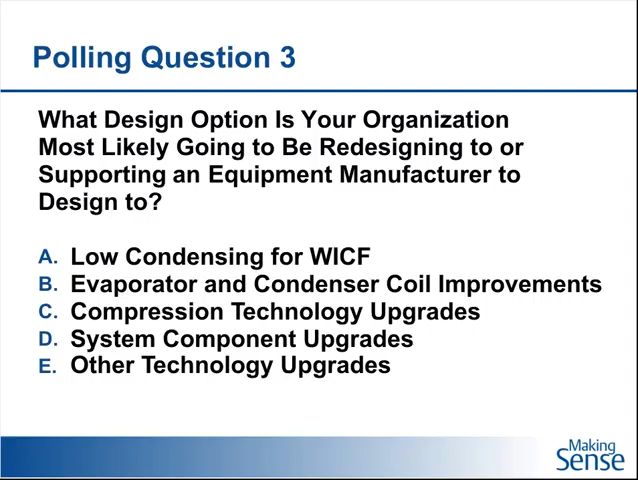 Polling Question 3
What Design Option Is Your Organization
Most Likely Going to Be Redesigning to or
Supporting an Equipment Manufacturer to
Design to?
A. Low Condensing for WICF
B. Evaporator and Condenser Coil Improvements
C. Compression Technology Upgrades
D. System Component Upgrades
E. Other Technology Upgrades
Making
Sense